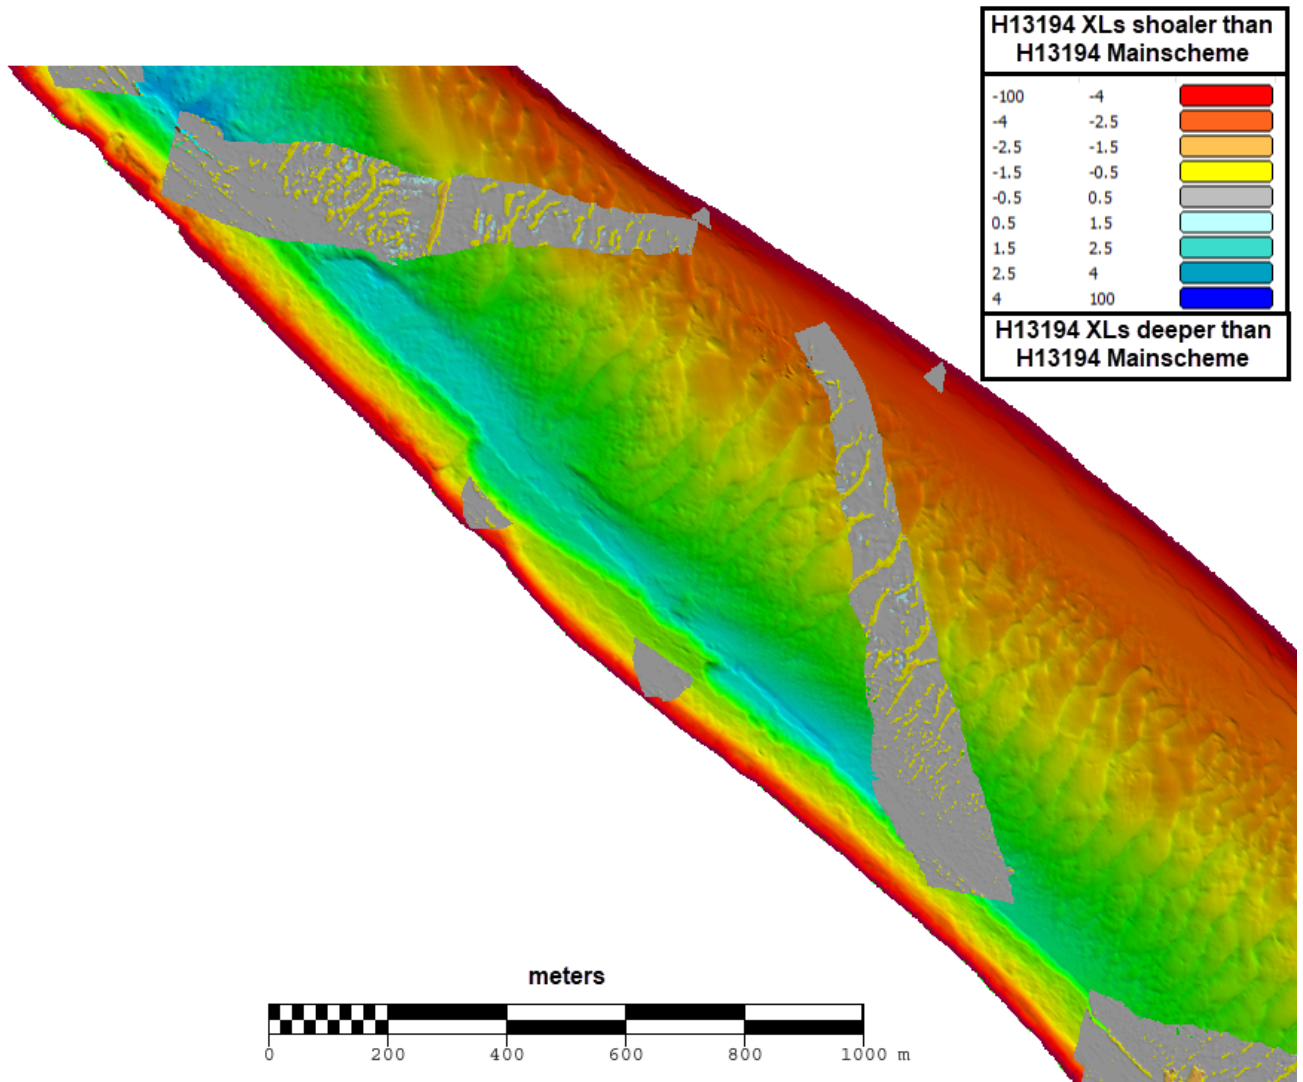 H13194 XLs shoaler than
H13194 Mainscheme
-100 -4
-4 -2.5
-2.5 -1.5
-1.5 -0.5
-0.5 0.5
0.5 1.5
1.5 2.5
2.5 4
4 100
H13194 XLs deeper than
H13194 Mainscheme
meters
0 200 400 600 800 1000 m